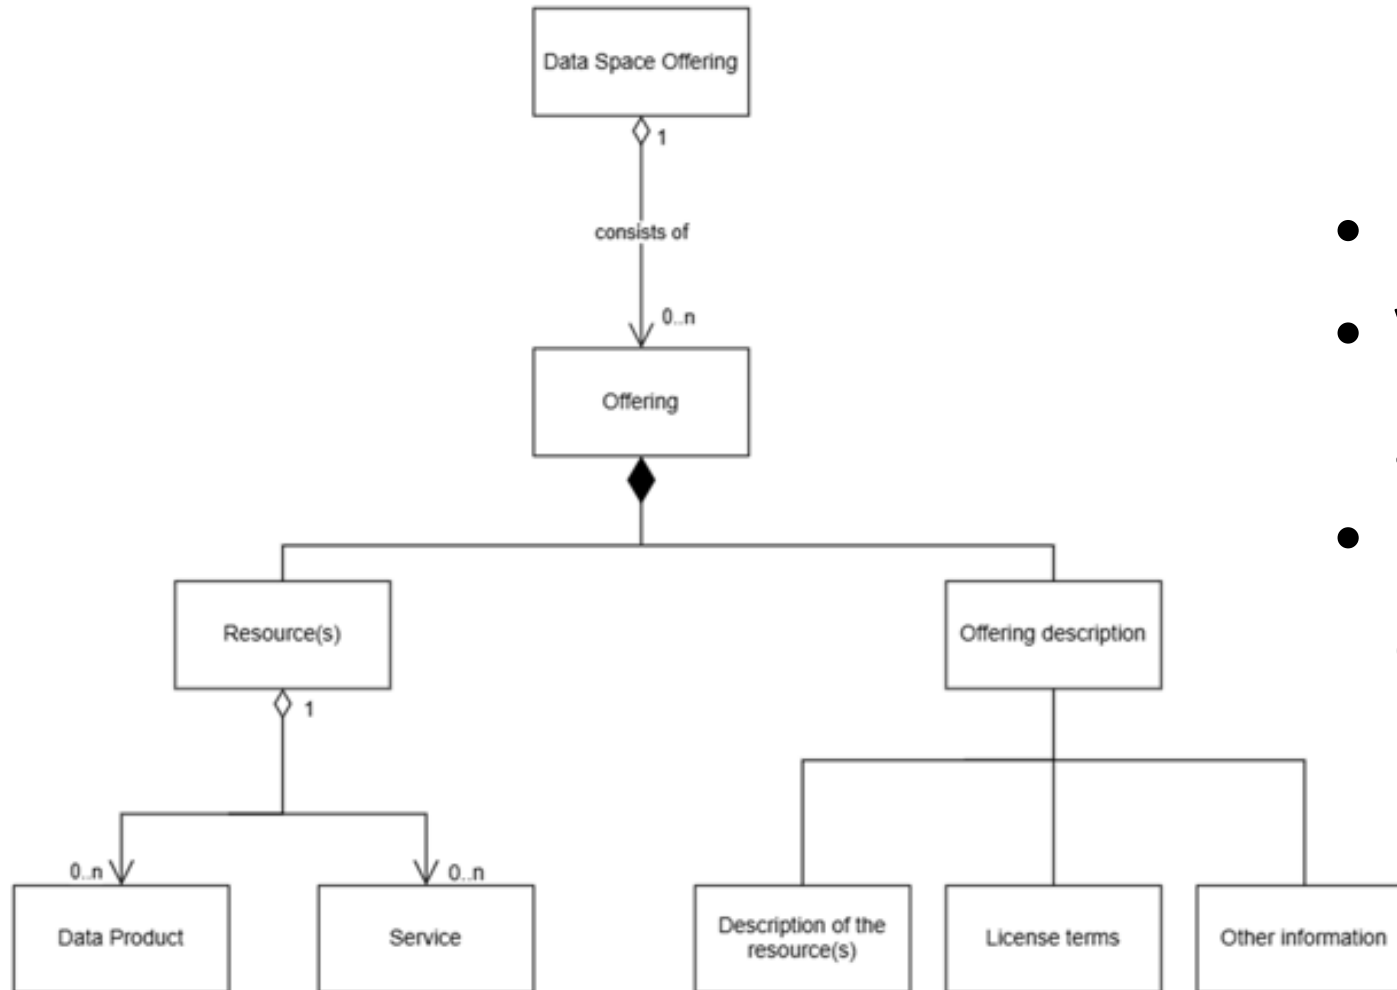 Data Space Offering
1
consists of
0..n
Offering
Resource(s)
Offering description
1
0..n
0..n
Data Product
Service
Description of the
resource(s)
License terms
Other information